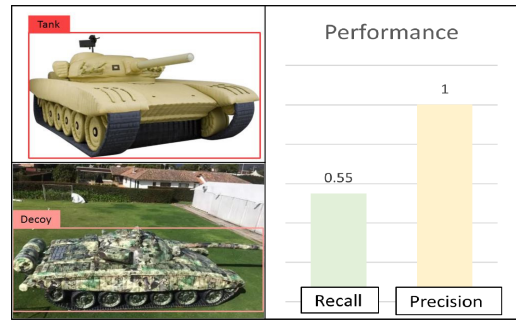 Tank
Decoy
Performance
1
0.55
Recall
Precision